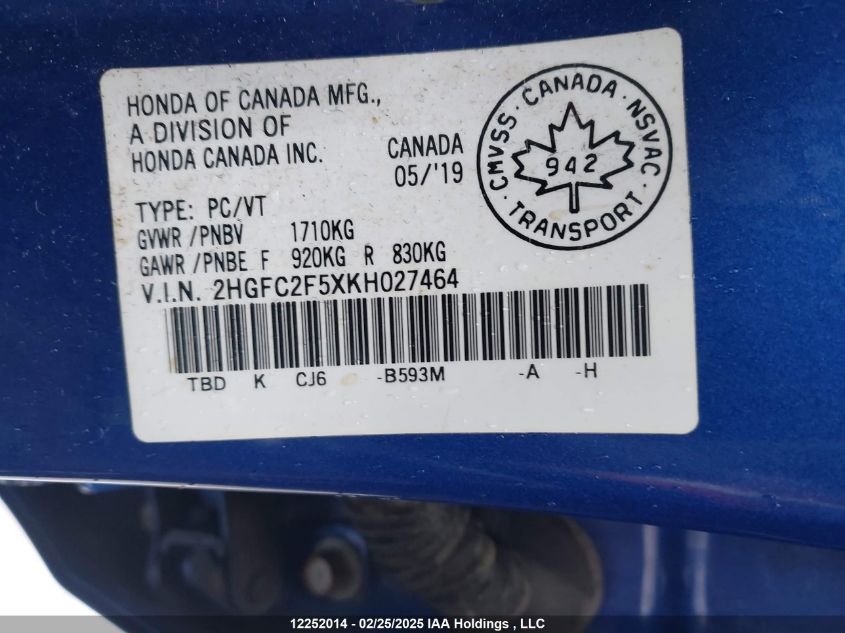 HONDA OF CANADA MFG.,
A DIVISION OF
HONDA CANADA INC.
CANADA
05/'19
TYPE: PC/VT
GVWR /PNBV 1710KG
GAWR /PNBE F 920KG R 830KG
V.I.N. 2HGFC2F5XKH027464
TBD K CJ6 -B593M -A -H
CMVSS · CANADA · NSVAC · TRANSPORT ·
942
12252014 - 02/25/2025 IAA Holdings , LLC